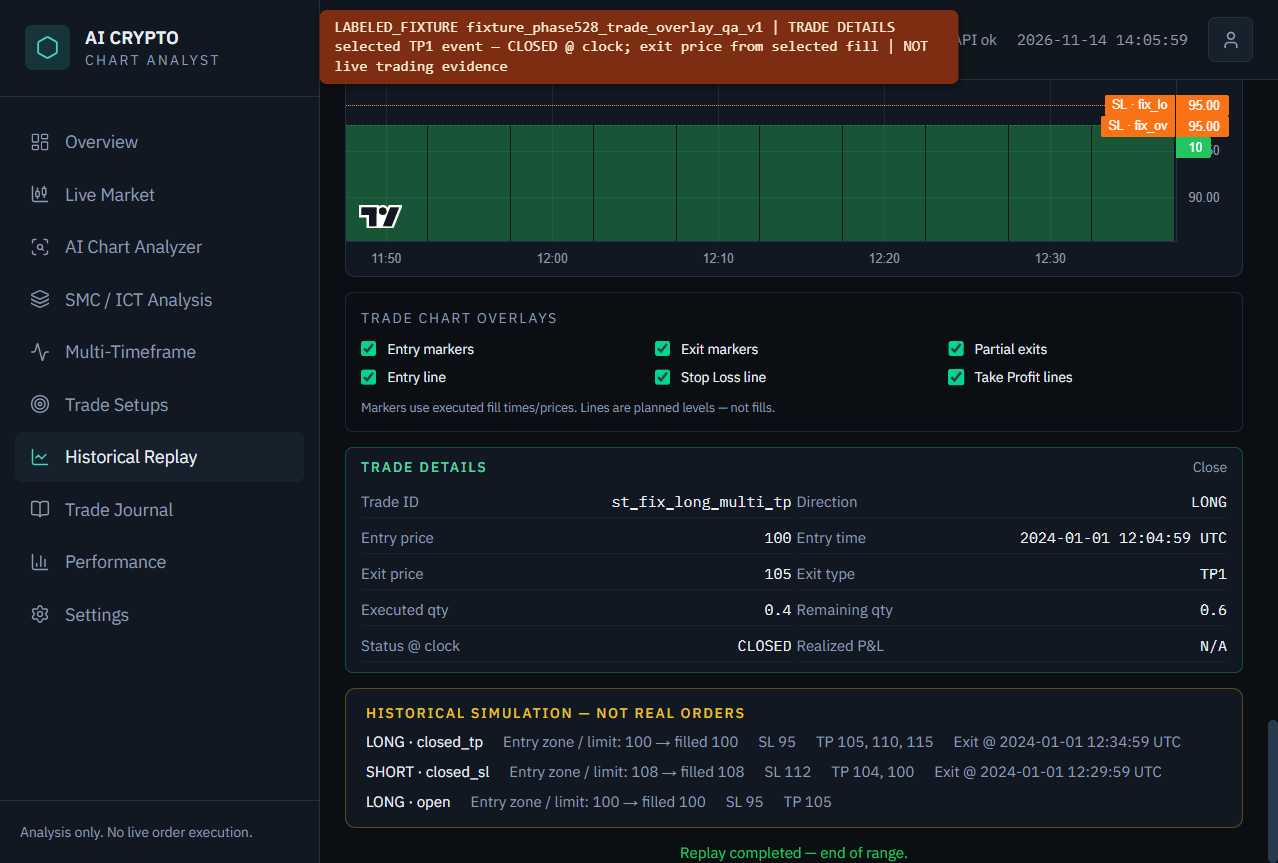 AI CRYPTO
CHART ANALYST
LABELED_FIXTURE fixture_phase528_trade_overlay_qa_v1 | TRADE DETAILS
selected TP1 event — CLOSED @ clock; exit price from selected fill | NOT
live trading evidence
API ok 2026-11-14 14:05:59
Overview
Live Market
AI Chart Analyzer
SMC / ICT Analysis
Multi-Timeframe
Trade Setups
Historical Replay
Trade Journal
Performance
Settings
Analysis only. No live order execution.
SL · fix_lo 95.00
SL · fix_ov 95.00
10
90.00
11:50 12:00 12:10 12:20 12:30
TRADE CHART OVERLAYS
Entry markers Exit markers Partial exits
Entry line Stop Loss line Take Profit lines
Markers use executed fill times/prices. Lines are planned levels — not fills.
TRADE DETAILS Close
Trade ID st_fix_long_multi_tp Direction LONG
Entry price 100 Entry time 2024-01-01 12:04:59 UTC
Exit price 105 Exit type TP1
Executed qty 0.4 Remaining qty 0.6
Status @ clock CLOSED Realized P&L N/A
HISTORICAL SIMULATION — NOT REAL ORDERS
LONG · closed_tp Entry zone / limit: 100 → filled 100 SL 95 TP 105, 110, 115 Exit @ 2024-01-01 12:34:59 UTC
SHORT · closed_sl Entry zone / limit: 108 → filled 108 SL 112 TP 104, 100 Exit @ 2024-01-01 12:29:59 UTC
LONG · open Entry zone / limit: 100 → filled 100 SL 95 TP 105
Replay completed — end of range.